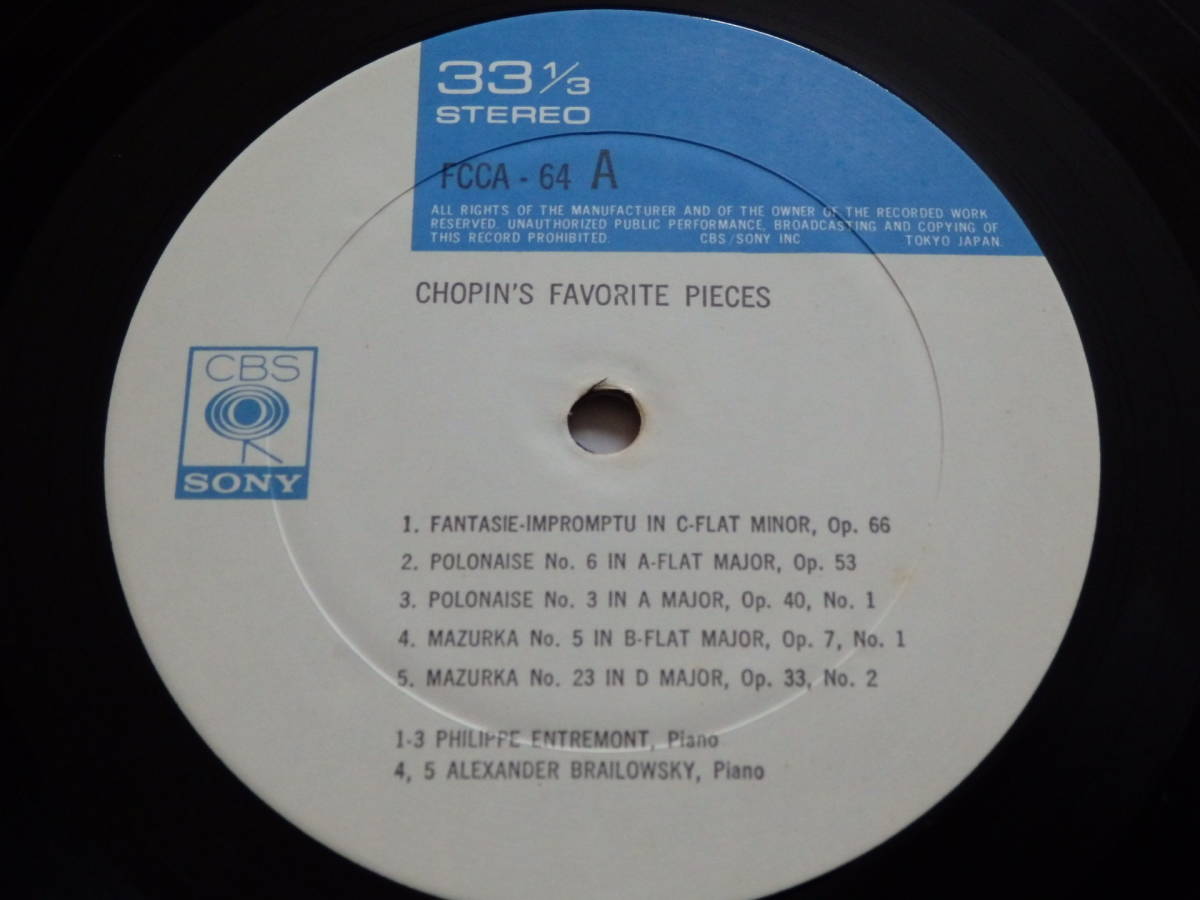 33 1/3
STEREO
FCCA - 64 A
ALL RIGHTS OF THE MANUFACTURER AND OF THE OWNER OF THE RECORDED WORK
RESERVED. UNAUTHORIZED PUBLIC PERFORMANCE, BROADCASTING AND COPYING OF
THIS RECORD PROHIBITED. CBS/SONY INC TOKYO JAPAN.
CHOPIN'S FAVORITE PIECES
CBS
SONY
1. FANTASIE-IMPROMPTU IN C-FLAT MINOR, Op. 66
2. POLONAISE No. 6 IN A-FLAT MAJOR, Op. 53
3. POLONAISE No. 3 IN A MAJOR, Op. 40, No. 1
4. MAZURKA No. 5 IN B-FLAT MAJOR, Op. 7, No. 1
5. MAZURKA No. 23 IN D MAJOR, Op. 33, No. 2
1-3 PHILIPPE ENTREMONT, Piano
4, 5 ALEXANDER BRAILOWSKY, Piano